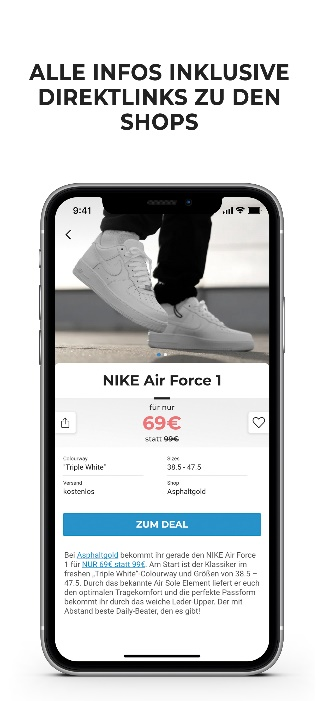 ALLE INFOS INKLUSIVE
DIREKTLINKS ZU DEN
SHOPS
9:41
NIKE Air Force 1
für nur
69€
statt 99€
Colourway
"Triple White"
Sizes
38.5 - 47.5
Versand
kostenlos
Shop
Asphaltgold
ZUM DEAL
Bei Asphaltgold bekommt ihr gerade den NIKE Air Force
1 für NUR 69€ statt 99€. Am Start ist der Klassiker im
freshen „Triple White" Colourway und Größen von 38.5 –
47.5. Durch das bekannte Air Sole Element liefert er euch
den optimalen Tragekomfort und die perfekte Passform
bekommt ihr durch das weiche Leder Upper. Der mit
Abstand beste Daily-Beater, den es gibt!